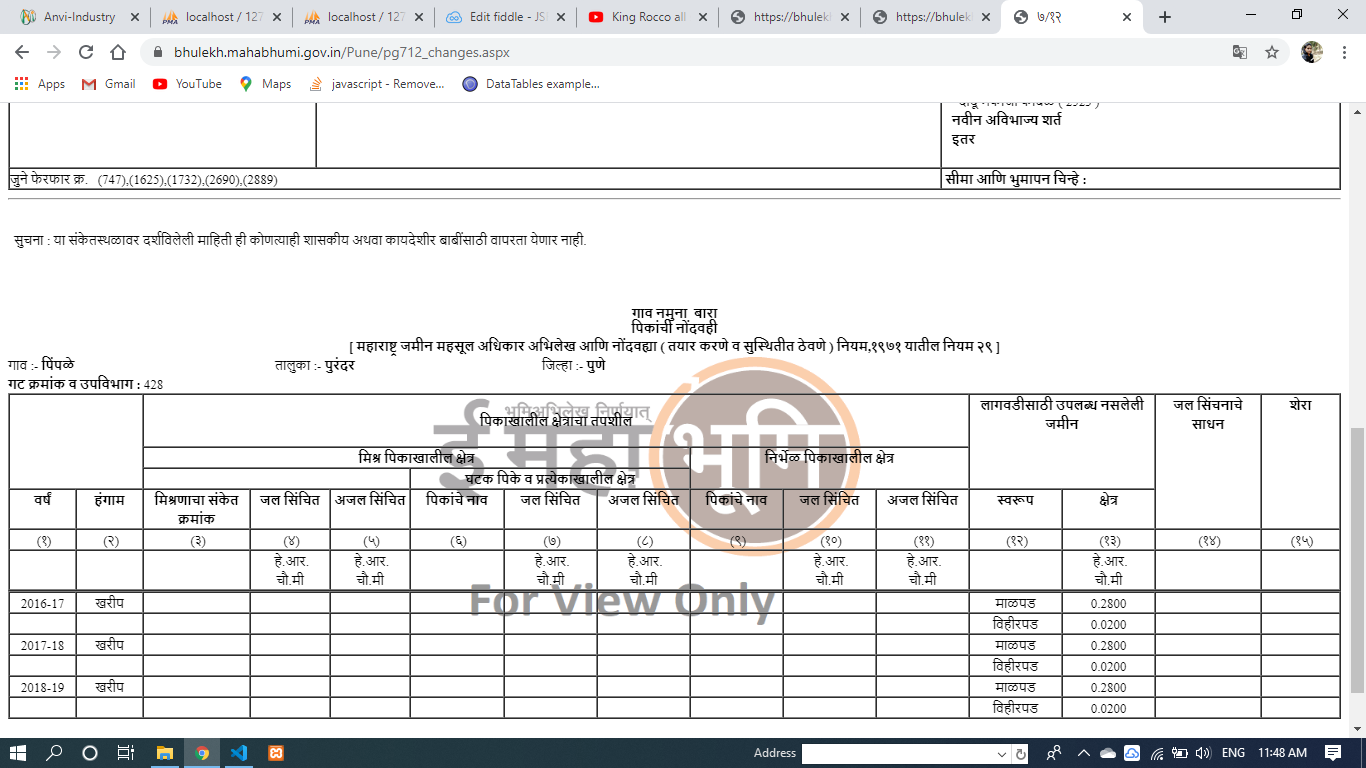 Anvi-Industry
localhost / 127
localhost / 127
Edit fiddle - JSF
King Rocco all
https://bhulekh
https://bhulekh
७/१२
bhulekh.mahabhumi.gov.in/Pune/pg712_changes.aspx
Apps Gmail YouTube Maps javascript - Remove... DataTables example...
नवीन अविभाज्य शर्त
इतर
जुने फेरफार क्र. (747),(1625),(1732),(2690),(2889)
सीमा आणि भुमापन चिन्हे :
सुचना : या संकेतस्थळावर दर्शविलेली माहिती ही कोणत्याही शासकीय अथवा कायदेशीर बाबींसाठी वापरता येणार नाही.
गाव नमुना बारा
पिकांची नोंदवही
[ महाराष्ट्र जमीन महसूल अधिकार अभिलेख आणि नोंदवह्या ( तयार करणे व सुस्थितीत ठेवणे ) नियम,१९७१ यातील नियम २९ ]
गाव :- पिंपळे तालुका :- पुरंदर जिल्हा :- पुणे
गट क्रमांक व उपविभाग : 428
भूमिअभिलेख निर्णयात्
ई महा भूमि
For View Only
पिकाखालील क्षेत्राचा तपशील
लागवडीसाठी उपलब्ध नसलेली
जमीन
जल सिंचनाचे
साधन
शेरा
मिश्र पिकाखालील क्षेत्र निर्भेळ पिकाखालील क्षेत्र
घटक पिके व प्रत्येकाखालील क्षेत्र
वर्ष हंगाम मिश्रणाचा संकेत जल सिंचित अजल सिंचित पिकांचे नाव जल सिंचित अजल सिंचित पिकांचे नाव जल सिंचित अजल सिंचित स्वरूप क्षेत्र
क्रमांक
(१) (२) (३) (४) (५) (६) (७) (८) (९) (१०) (११) (१२) (१३) (१४) (१५)
हे.आर. हे.आर. हे.आर. हे.आर. हे.आर. हे.आर. हे.आर.
चौ.मी चौ.मी चौ.मी चौ.मी चौ.मी चौ.मी चौ.मी
2016-17 खरीप माळपड 0.2800
विहीरपड 0.0200
2017-18 खरीप माळपड 0.2800
विहीरपड 0.0200
2018-19 खरीप माळपड 0.2800
विहीरपड 0.0200
Address
ENG 11:48 AM